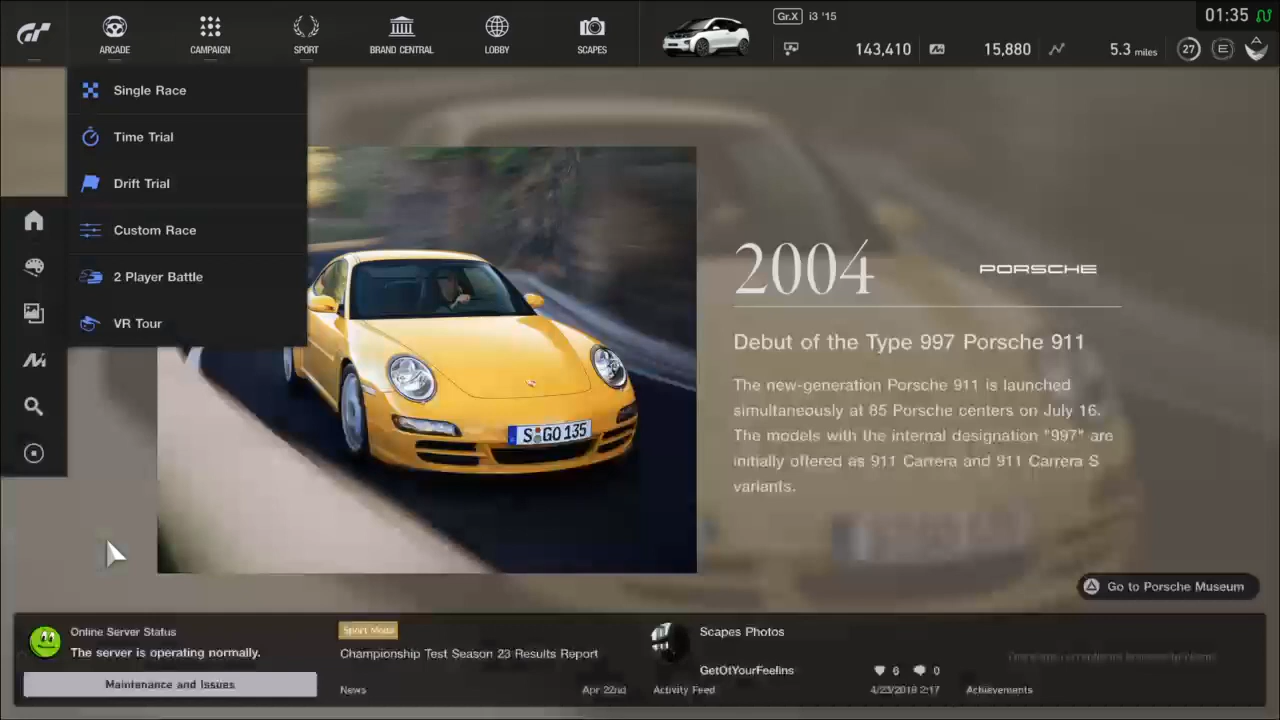 GT
ARCADE
CAMPAIGN
SPORT
BRAND CENTRAL
LOBBY
SCAPES
Gr.X i3 '15
01:35
143,410
15,880
5.3 miles
27
E
Single Race
Time Trial
Drift Trial
Custom Race
2 Player Battle
VR Tour
2004
PORSCHE
Debut of the Type 997 Porsche 911
The new-generation Porsche 911 is launched
simultaneously at 85 Porsche centers on July 16.
The models with the internal designation "997" are
initially offered as 911 Carrera and 911 Carrera S
variants.
S GO 135
Go to Porsche Museum
Online Server Status
The server is operating normally.
Maintenance and Issues
Sport Mode
Championship Test Season 23 Results Report
News
Apr 22nd
Scapes Photos
GetOtYourFeelins
6
0
Activity Feed
4/23/2018 2:17
Achievements